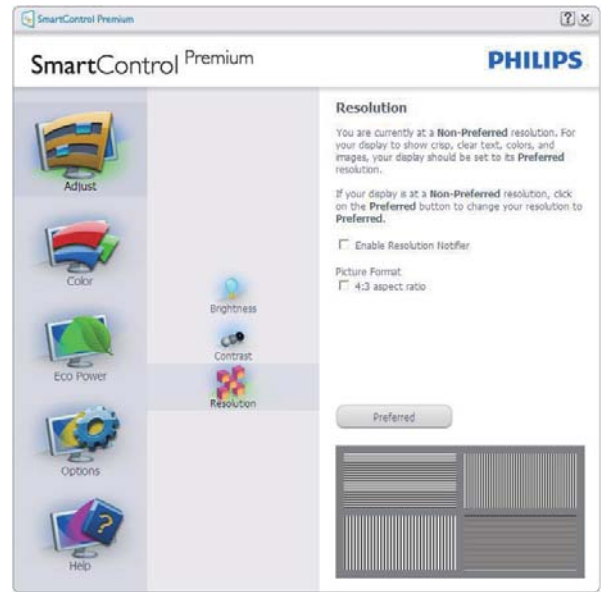 SmartControl Premium
SmartControl Premium
PHILIPS
Adjust
Color
Eco Power
Options
Help
Brightness
Contrast
Resolution
Resolution
You are currently at a Non-Preferred resolution. For
your display to show crisp, clear text, colors, and
images, your display should be set to its Preferred
resolution.
If your display is at a Non-Preferred resolution, click
on the Preferred button to change your resolution to
Preferred.
Enable Resolution Notifier
Picture Format
4:3 aspect ratio
Preferred